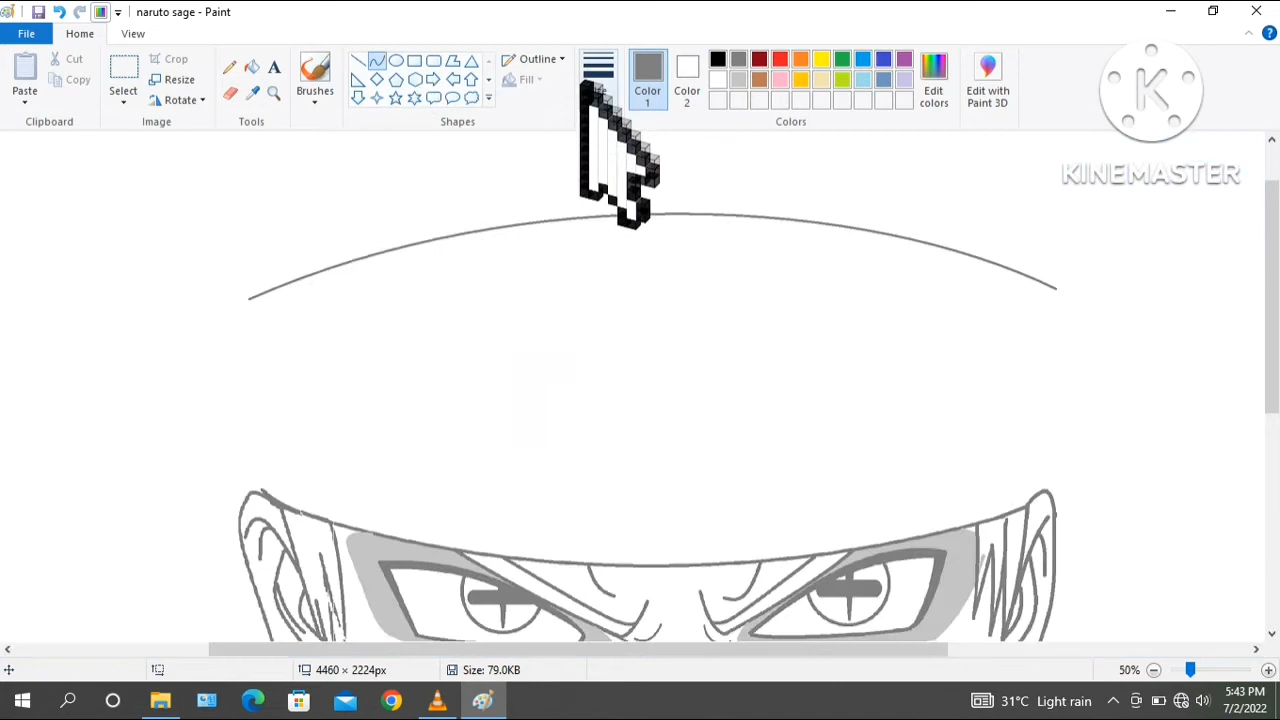 naruto sage - Paint
File
Home
View
Paste
Cut
Copy
Clipboard
Select
Crop
Resize
Rotate
Image
A
Tools
Brushes
Outline
Fill
Shapes
Color
1
Color
2
Edit
colors
Colors
Edit with
Paint 3D
K
KINEMASTER
4460 × 2224px
Size: 79.0KB
50%
31°C Light rain
5:43 PM
7/2/2022